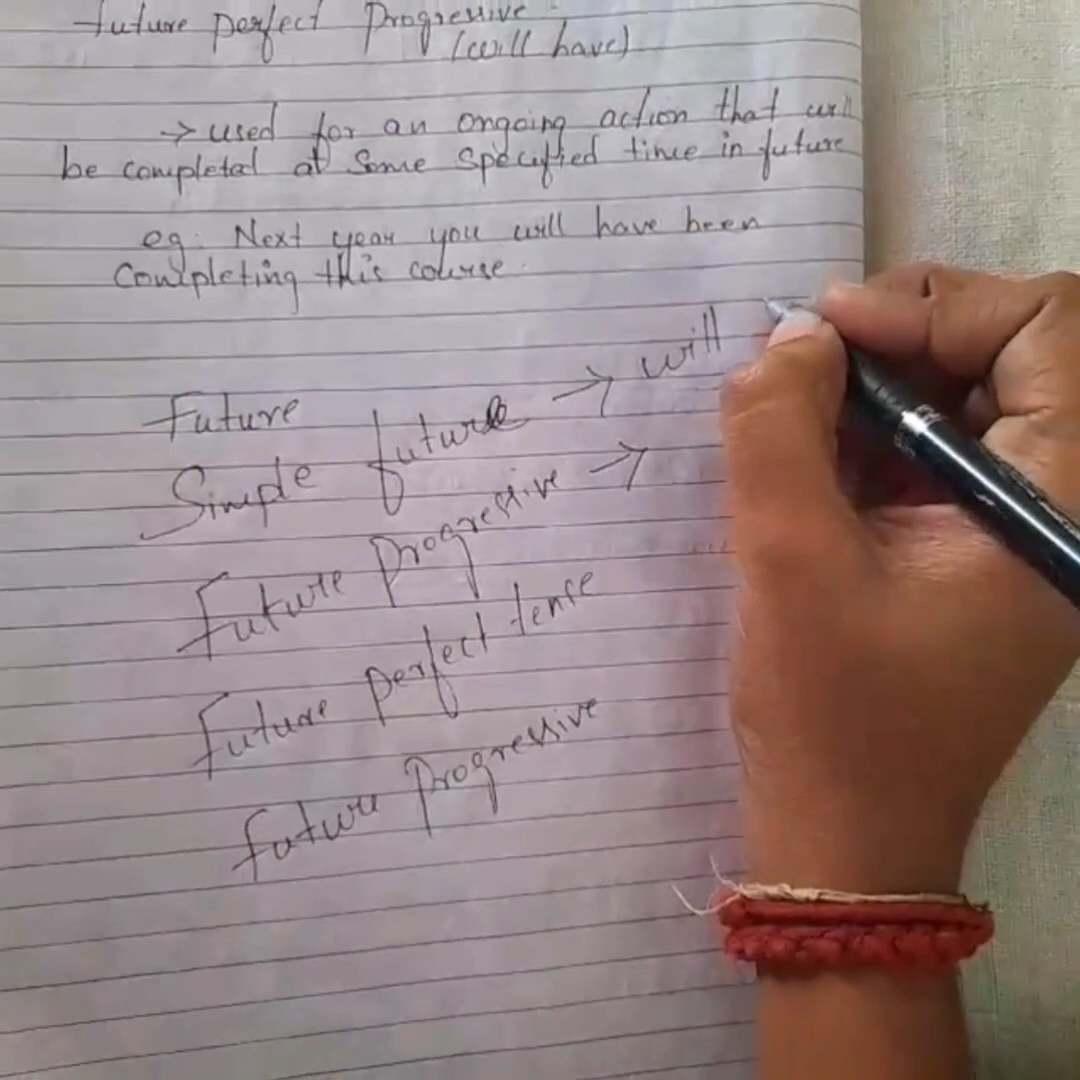 future perfect Progressive.
(will have)
→ used for an ongoing action that will
be completed at some specified time in future
eg. Next year you will have been
completing this course.
Future
Simple future → will
Future Progressive →
Future perfect tense
future Progressive